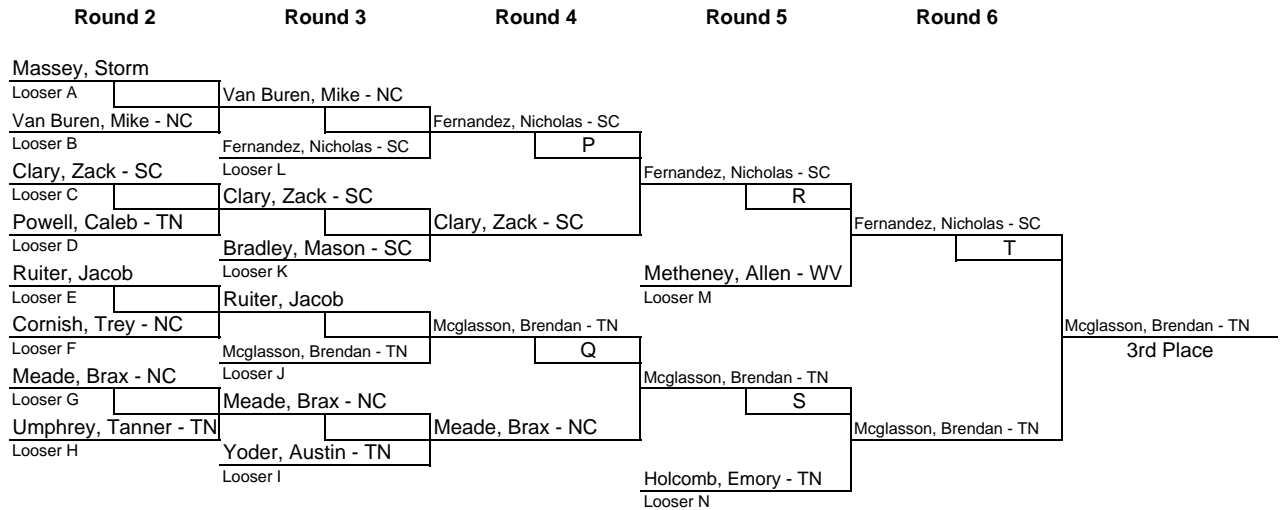 Round 2 Round 3 Round 4 Round 5 Round 6
Massey, Storm
Looser A
Van Buren, Mike - NC
Van Buren, Mike - NC
Fernandez, Nicholas - SC
Looser B
Fernandez, Nicholas - SC
P
Clary, Zack - SC
Looser L
Fernandez, Nicholas - SC
Looser C
Clary, Zack - SC
R
Powell, Caleb - TN
Clary, Zack - SC
Fernandez, Nicholas - SC
Looser D
Bradley, Mason - SC
T
Ruiter, Jacob
Looser K
Metheney, Allen - WV
Looser E
Ruiter, Jacob
Looser M
Cornish, Trey - NC
Mcglasson, Brendan - TN
Mcglasson, Brendan - TN
Looser F
Mcglasson, Brendan - TN
Q
3rd Place
Meade, Brax - NC
Looser J
Mcglasson, Brendan - TN
Looser G
Meade, Brax - NC
S
Umphrey, Tanner - TN
Meade, Brax - NC
Mcglasson, Brendan - TN
Looser H
Yoder, Austin - TN
Looser I
Holcomb, Emory - TN
Looser N